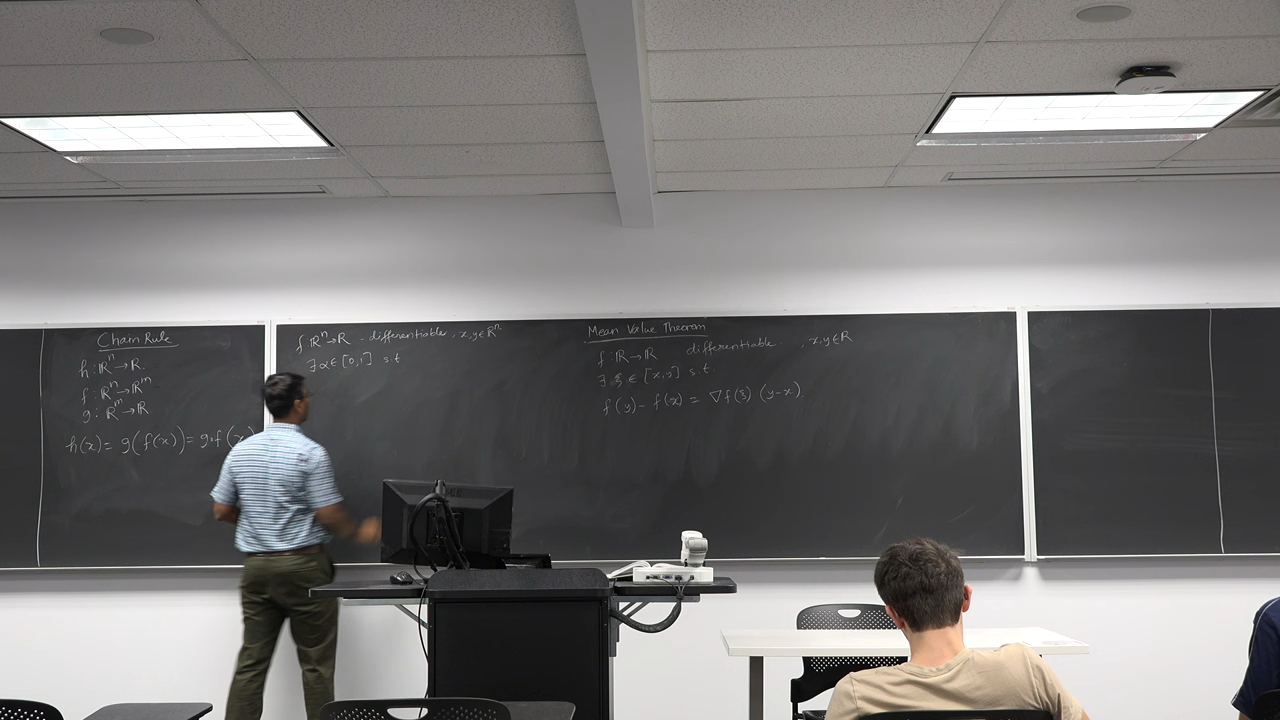 Chain Rule
h: ℝⁿ→ℝ
f: ℝⁿ→ℝᵐ
g: ℝᵐ→ℝ
h(x)= g(f(x))= g∘f(x)
f: ℝⁿ→ℝ - differentiable, x,y∈ℝⁿ
∃ α∈[0,1] s.t
Mean Value Theorem
f: ℝ→ℝ differentiable, x,y∈ℝ
∃ ξ ∈ [x,y] s.t
f(y)- f(x) = ∇f(ξ) (y-x).